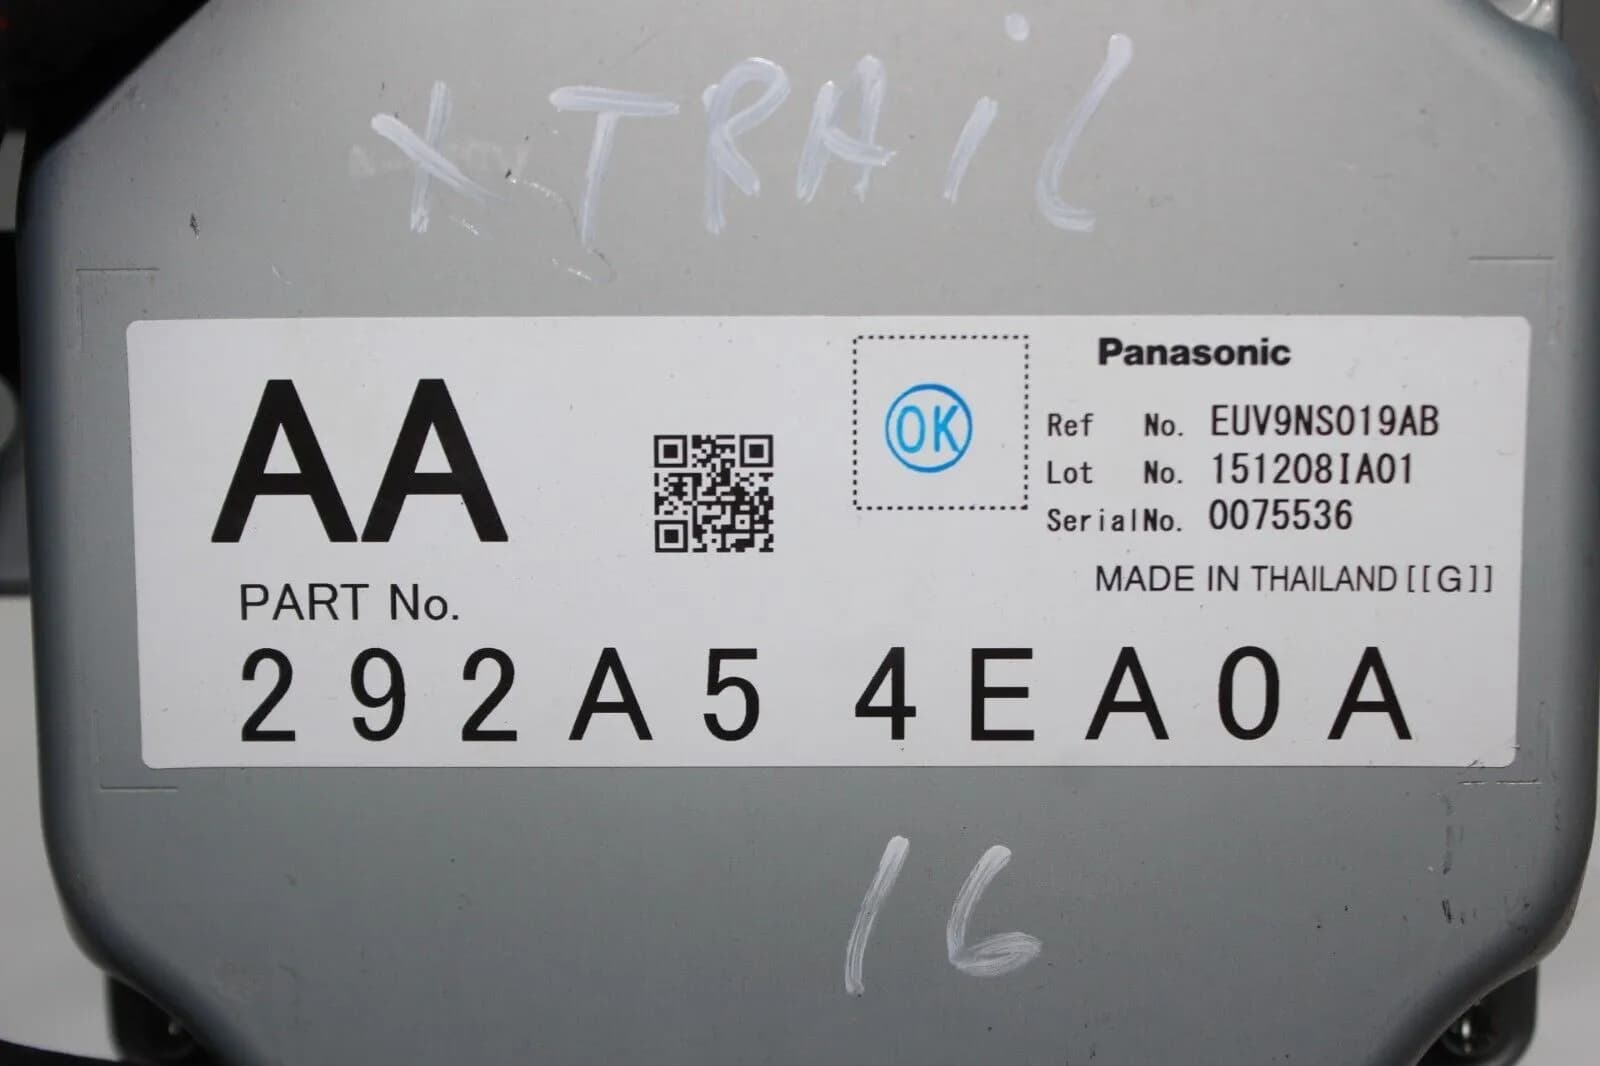 XTRAiL
AA
OK
Panasonic
Ref No. EUV9NS019AB
Lot No. 151208IA01
SerialNo. 0075536
MADE IN THAILAND [[G]]
PART No.
292A5 4EA0A
16